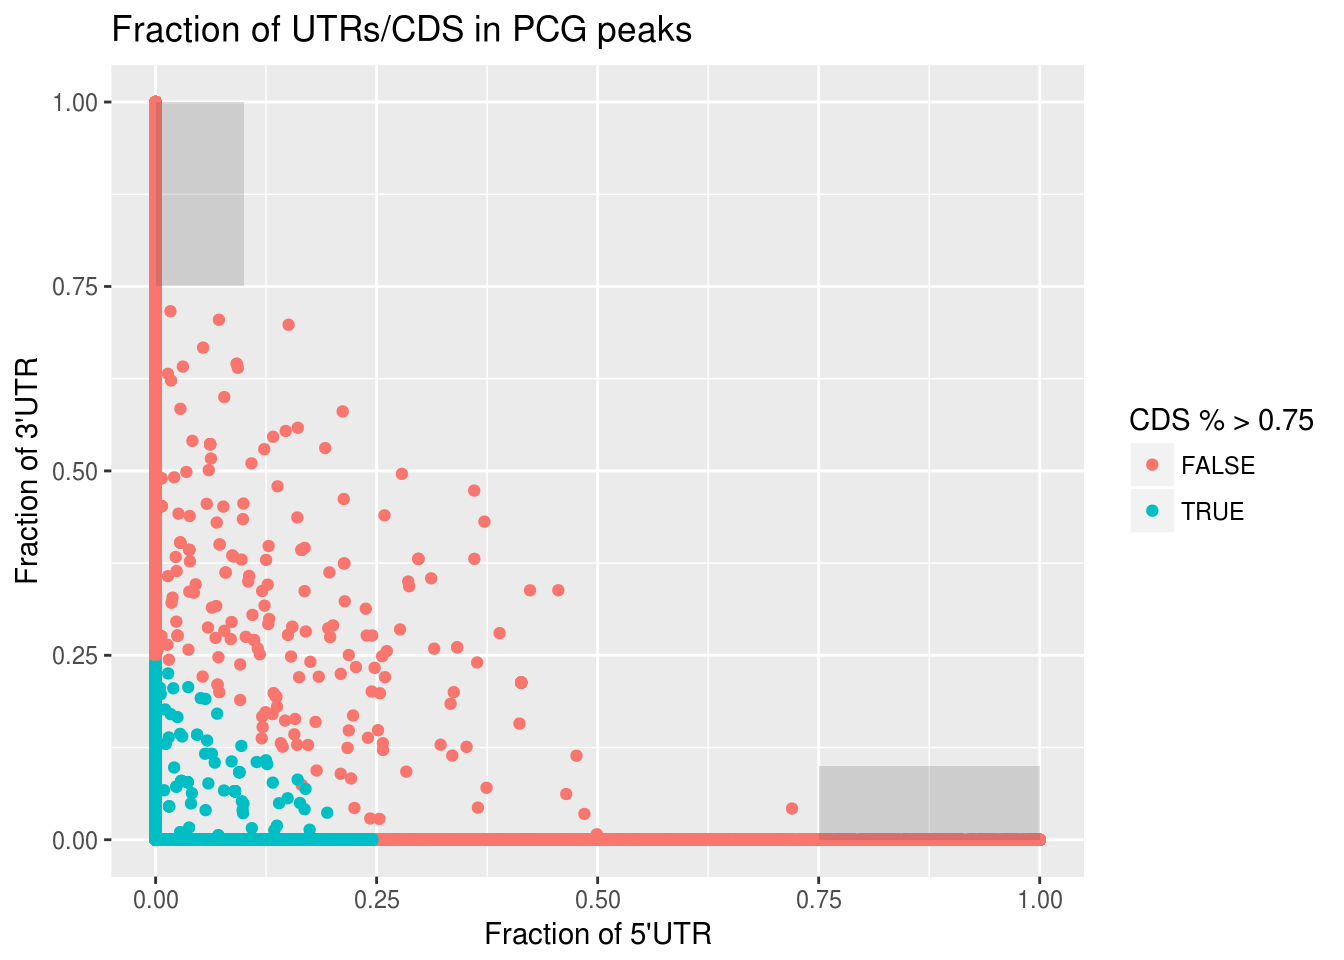 Fraction of UTRs/CDS in PCG peaks
1.00
0.75
0.50
0.25
0.00
Fraction of 3'UTR
0.00 0.25 0.50 0.75 1.00
Fraction of 5'UTR
CDS % > 0.75
FALSE
TRUE